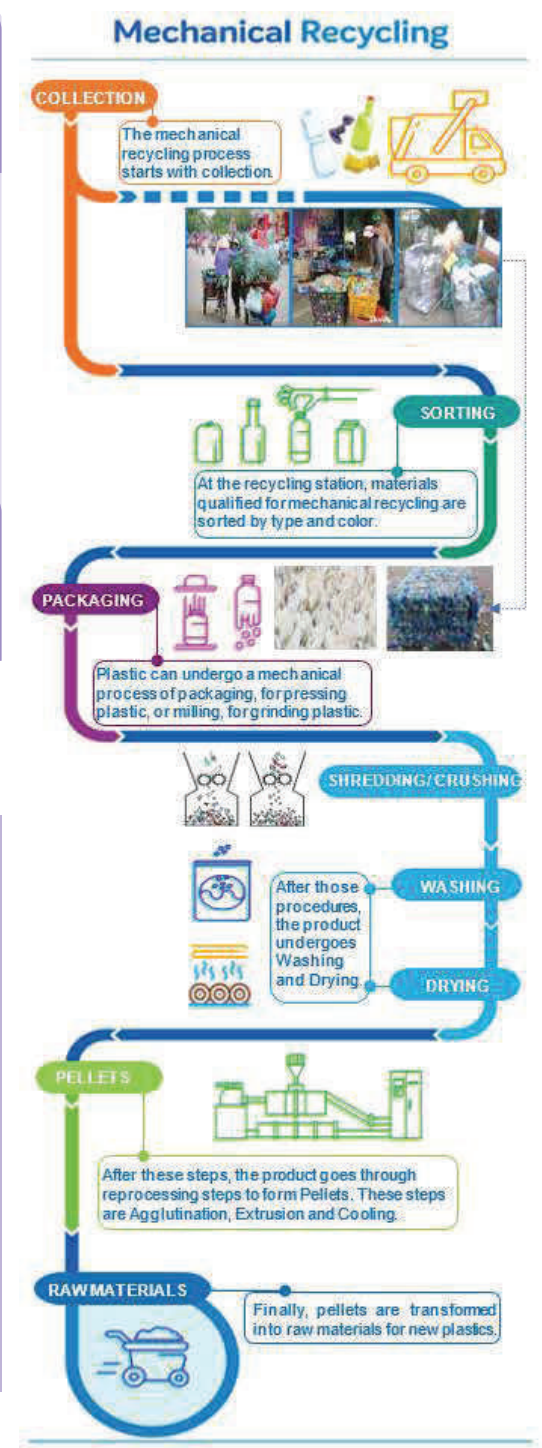 Mechanical Recycling
COLLECTION
The mechanical
recycling process
starts with collection.
SORTING
At the recycling station, materials
qualified for mechanical recycling are
sorted by type and color.
PACKAGING
Plastic can undergo a mechanical
process of packaging, for pressing
plastic, or milling, for grinding plastic.
SHREDDING/CRUSHING
WASHING
After those
procedures,
the product
undergoes
Washing
and Drying.
DRYING
PELLETS
After these steps, the product goes through
reprocessing steps to form Pellets. These steps
are Agglutination, Extrusion and Cooling.
RAW MATERIALS
Finally, pellets are transformed
into raw materials for new plastics.